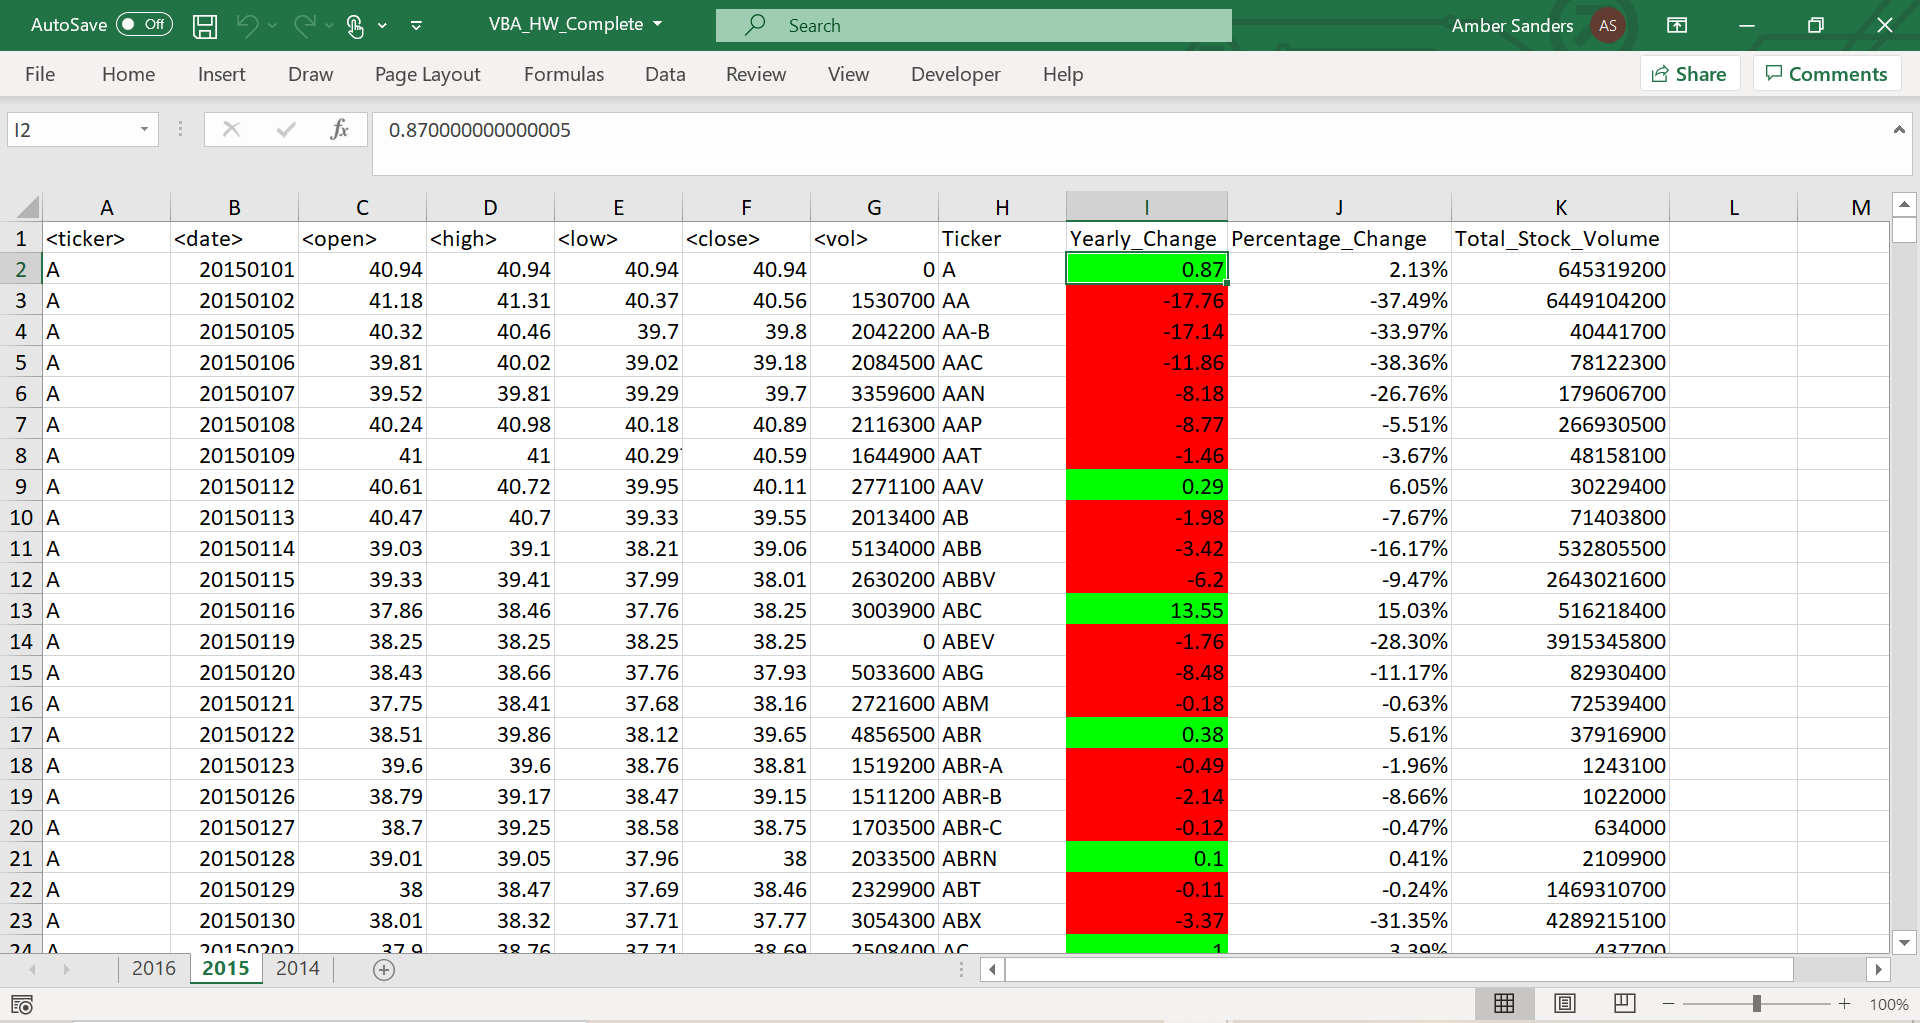 AutoSave Off VBA_HW_Complete Search Amber Sanders AS
File Home Insert Draw Page Layout Formulas Data Review View Developer Help Share Comments
I2 fx 0.870000000000005
A B C D E F G H I J K L M
1 <ticker> <date> <open> <high> <low> <close> <vol> Ticker Yearly_Change Percentage_Change Total_Stock_Volume
2 A 20150101 40.94 40.94 40.94 40.94 0 A 0.87 2.13% 645319200
3 A 20150102 41.18 41.31 40.37 40.56 1530700 AA -17.76 -37.49% 6449104200
4 A 20150105 40.32 40.46 39.7 39.8 2042200 AA-B -17.14 -33.97% 40441700
5 A 20150106 39.81 40.02 39.02 39.18 2084500 AAC -11.86 -38.36% 78122300
6 A 20150107 39.52 39.81 39.29 39.7 3359600 AAN -8.18 -26.76% 179606700
7 A 20150108 40.24 40.98 40.18 40.89 2116300 AAP -8.77 -5.51% 266930500
8 A 20150109 41 41 40.29 40.59 1644900 AAT -1.46 -3.67% 48158100
9 A 20150112 40.61 40.72 39.95 40.11 2771100 AAV 0.29 6.05% 30229400
10 A 20150113 40.47 40.7 39.33 39.55 2013400 AB -1.98 -7.67% 71403800
11 A 20150114 39.03 39.1 38.21 39.06 5134000 ABB -3.42 -16.17% 532805500
12 A 20150115 39.33 39.41 37.99 38.01 2630200 ABBV -6.2 -9.47% 2643021600
13 A 20150116 37.86 38.46 37.76 38.25 3003900 ABC 13.55 15.03% 516218400
14 A 20150119 38.25 38.25 38.25 38.25 0 ABEV -1.76 -28.30% 3915345800
15 A 20150120 38.43 38.66 37.76 37.93 5033600 ABG -8.48 -11.17% 82930400
16 A 20150121 37.75 38.41 37.68 38.16 2721600 ABM -0.18 -0.63% 72539400
17 A 20150122 38.51 39.86 38.12 39.65 4856500 ABR 0.38 5.61% 37916900
18 A 20150123 39.6 39.6 38.76 38.81 1519200 ABR-A -0.49 -1.96% 1243100
19 A 20150126 38.79 39.17 38.47 39.15 1511200 ABR-B -2.14 -8.66% 1022000
20 A 20150127 38.7 39.25 38.58 38.75 1703500 ABR-C -0.12 -0.47% 634000
21 A 20150128 39.01 39.05 37.96 38 2033500 ABRN 0.1 0.41% 2109900
22 A 20150129 38 38.47 37.69 38.46 2329900 ABT -0.11 -0.24% 1469310700
23 A 20150130 38.01 38.32 37.71 37.77 3054300 ABX -3.37 -31.35% 4289215100
24 A 20150202 37.9 38.76 37.71 38.69 2508400 AC 1 3.39% 437700
2016 2015 2014
100%